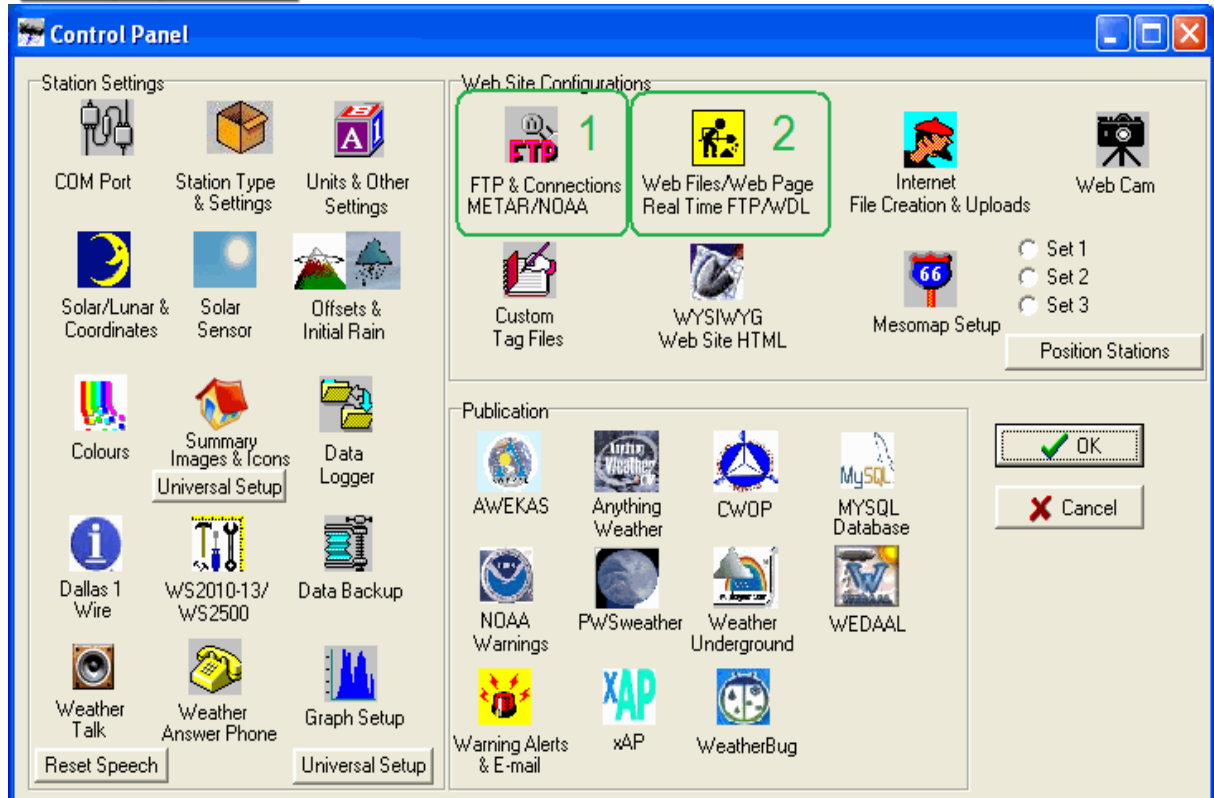 Control Panel
Station Settings
COM Port
Station Type
& Settings
A
Units & Other
Settings
Solar/Lunar &
Coordinates
Solar
Sensor
Offsets &
Initial Rain
Colours
Summary
Images & Icons
Universal Setup
Data
Logger
i
Dallas 1
Wire
WS2010-13/
WS2500
Data Backup
Weather
Talk
Weather
Answer Phone
Graph Setup
Reset Speech
Universal Setup
Web Site Configurations
FTP
1
FTP & Connections
METAR/NOAA
2
Web Files/Web Page
Real Time FTP/WDL
Internet
File Creation & Uploads
Web Cam
Custom
Tag Files
WYSIWYG
Web Site HTML
66
Mesomap Setup
Set 1
Set 2
Set 3
Position Stations
Publication
AWEKAS
Anything
Weather
Anything
Weather
CWOP
MySQL
MYSQL
Database
NOAA
Warnings
PWSweather
Weather
Underground
W
WEDAAL
Warning Alerts
& E-mail
xAP
xAP
WeatherBug
OK
Cancel